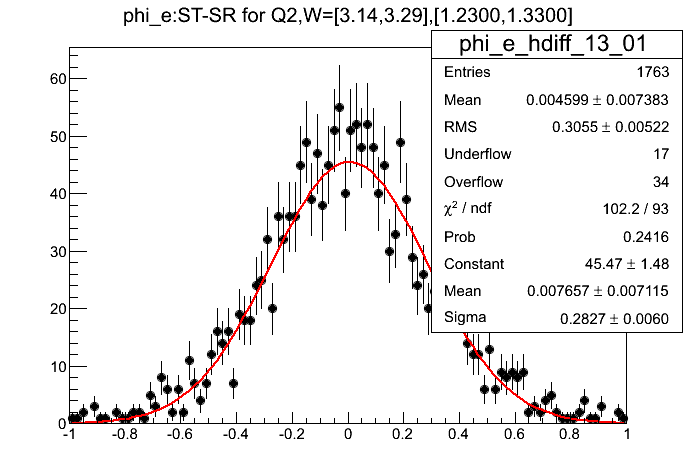 phi_e:ST-SR for Q2,W=[3.14,3.29],[1.2300,1.3300]
phi_e_hdiff_13_01
Entries 1763
Mean 0.004599 ± 0.007383
RMS 0.3055 ± 0.00522
Underflow 17
Overflow 34
χ² / ndf 102.2 / 93
Prob 0.2416
Constant 45.47 ± 1.48
Mean 0.007657 ± 0.007115
Sigma 0.2827 ± 0.0060
60
50
40
30
20
10
0
-1 -0.8 -0.6 -0.4 -0.2 0 0.2 0.4 0.6 0.8 1